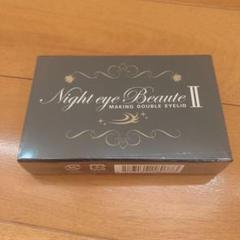 Night eye Beaute II
MAKING DOUBLE EYELID